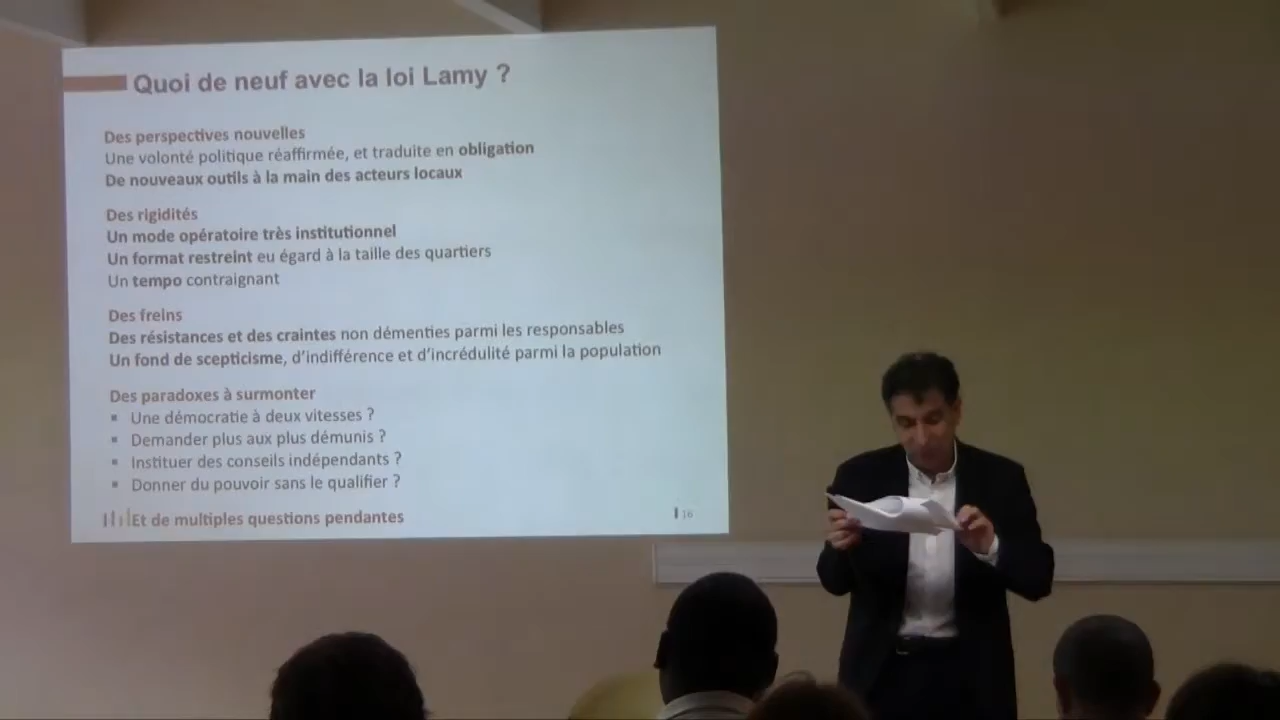 Quoi de neuf avec la loi Lamy ?
Des perspectives nouvelles
Une volonté politique réaffirmée, et traduite en obligation
De nouveaux outils à la main des acteurs locaux
Des rigidités
Un mode opératoire très institutionnel
Un format restreint eu égard à la taille des quartiers
Un tempo contraignant
Des freins
Des résistances et des craintes non démenties parmi les responsables
Un fond de scepticisme, d'indifférence et d'incrédulité parmi la population
Des paradoxes à surmonter
▪ Une démocratie à deux vitesses ?
▪ Demander plus aux plus démunis ?
▪ Instituer des conseils indépendants ?
▪ Donner du pouvoir sans le qualifier ?
Et de multiples questions pendantes
16